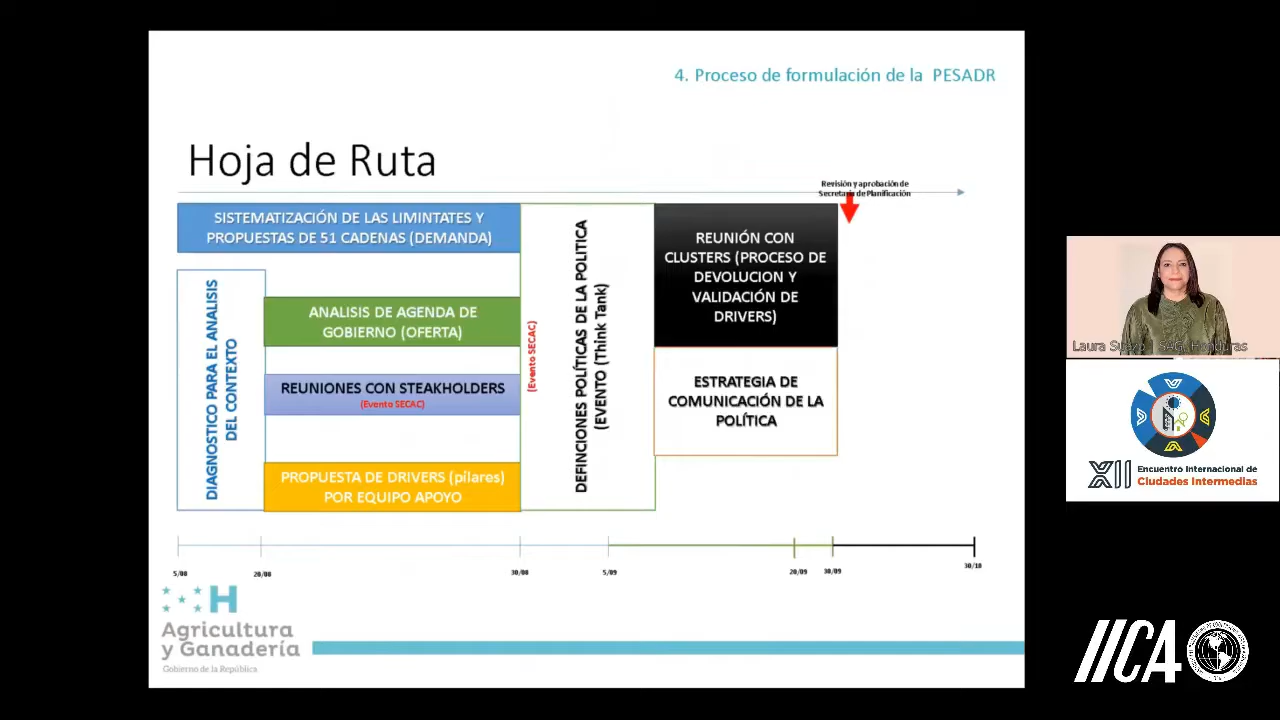 4. Proceso de formulación de la PESADR
Hoja de Ruta
Revisión y aprobación de
Secretaría de Planificación
SISTEMATIZACIÓN DE LAS LIMINTATES Y
PROPUESTAS DE 51 CADENAS (DEMANDA)
DIAGNOSTICO PARA EL ANALISIS
DEL CONTEXTO
ANALISIS DE AGENDA DE
GOBIERNO (OFERTA)
REUNIONES CON STEAKHOLDERS
(Evento SECAC)
PROPUESTA DE DRIVERS (pilares)
POR EQUIPO APOYO
(Evento SECAC)
DEFINCIONES POLÍTICAS DE LA POLITICA
(EVENTO (Think Tank)
REUNIÓN CON
CLUSTERS (PROCESO DE
DEVOLUCION Y
VALIDACIÓN DE
DRIVERS)
ESTRATEGIA DE
COMUNICACIÓN DE LA
POLÍTICA
5/08
20/08
30/08
5/09
20/09
30/09
30/10
H
Agricultura
y Ganadería
Gobierno de la República
Laura Suazo SAG, Honduras
XII
Encuentro Internacional de
Ciudades Intermedias
IICA